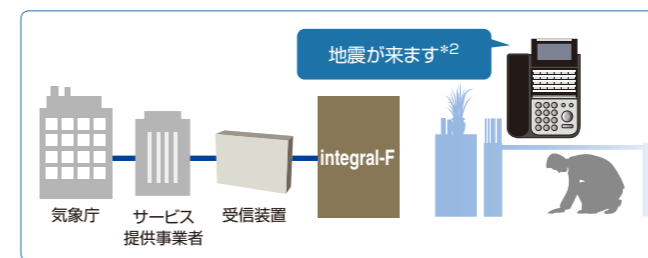 地震が来ます*2
integral-F
気象庁
サービス
提供事業者
受信装置